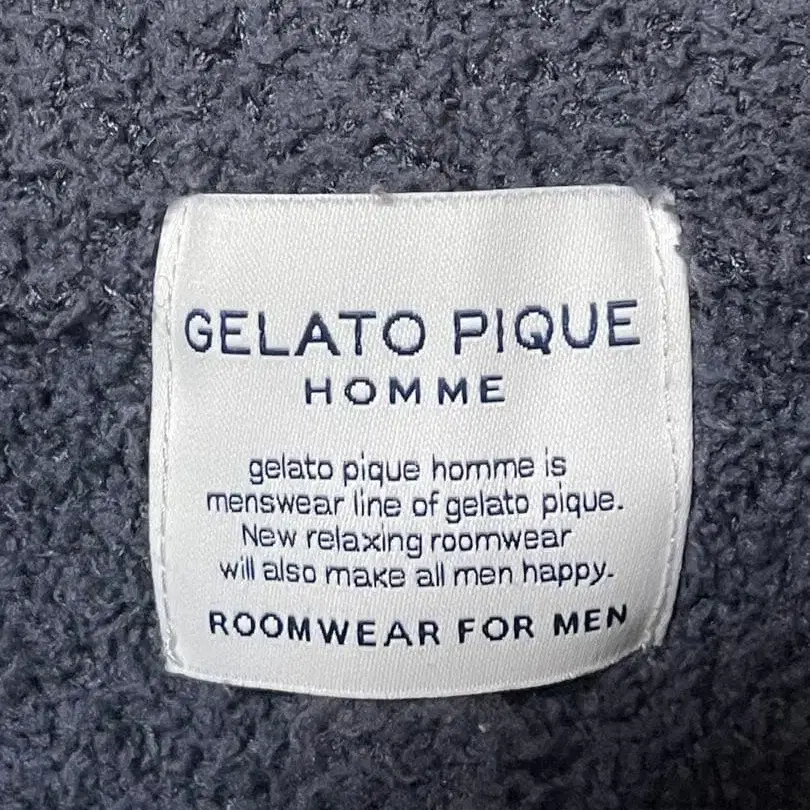 GELATO PIQUE
HOMME
gelato pique homme is
menswear line of gelato pique.
New relaxing roomwear
will also make all men happy.
ROOMWEAR FOR MEN